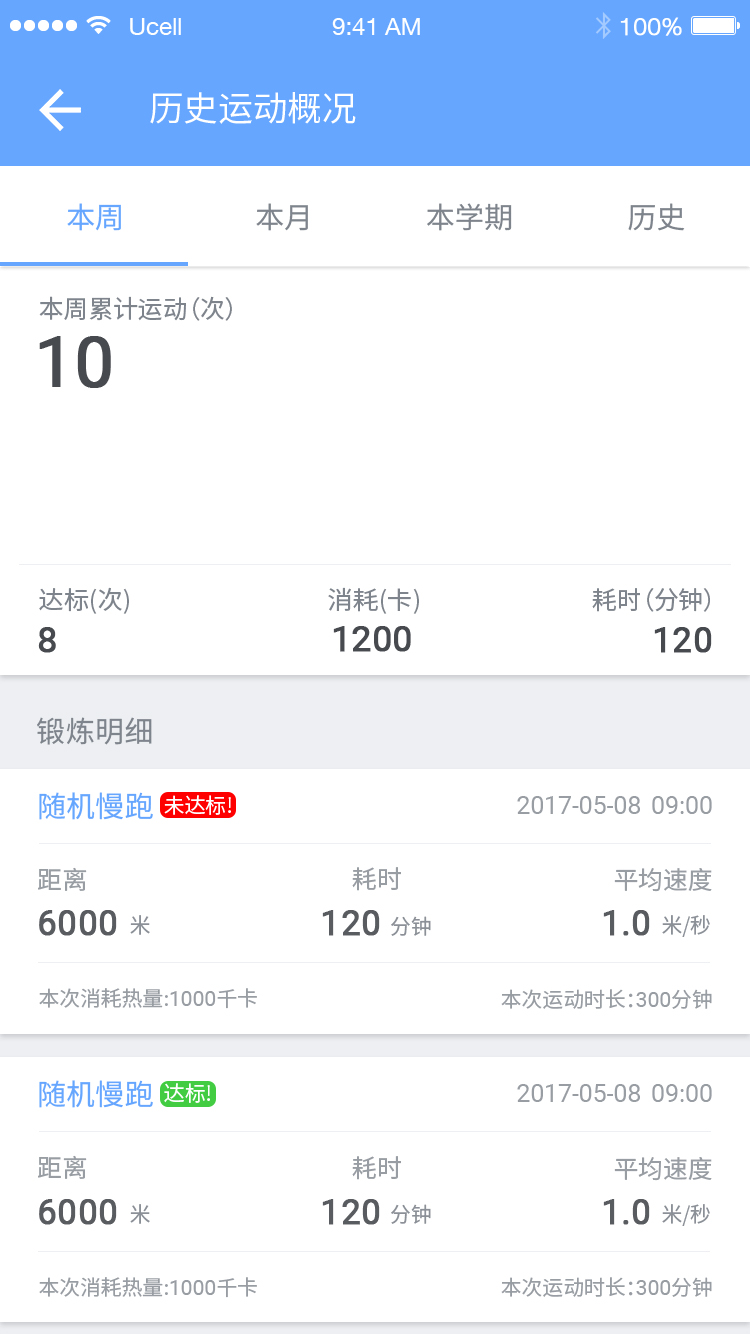 Ucell 9:41 AM 100%
历史运动概况
本周 本月 本学期 历史
本周累计运动(次)
10
达标(次) 消耗(卡) 耗时(分钟)
8 1200 120
锻炼明细
随机慢跑 未达标! 2017-05-08 09:00
距离 耗时 平均速度
6000 米 120 分钟 1.0 米/秒
本次消耗热量:1000千卡 本次运动时长:300分钟
随机慢跑 达标! 2017-05-08 09:00
距离 耗时 平均速度
6000 米 120 分钟 1.0 米/秒
本次消耗热量:1000千卡 本次运动时长:300分钟